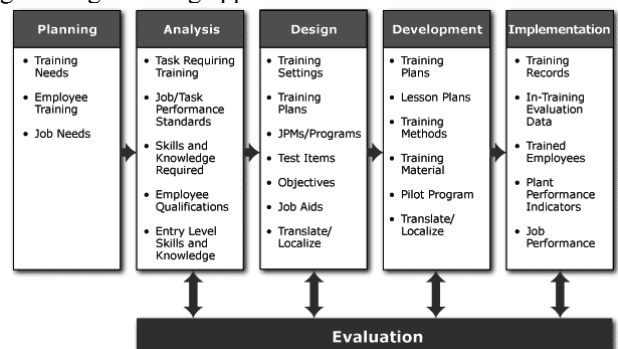 Planning
• Training
Needs
• Employee
Training
• Job Needs
Analysis
• Task Requiring
Training
• Job/Task
Performance
Standards
• Skills and
Knowledge
Required
• Employee
Qualifications
• Entry Level
Skills and
Knowledge
Design
• Training
Settings
• Training
Plans
• JPMs/Programs
• Test Items
• Objectives
• Job Aids
• Translate/
Localize
Development
• Training
Plans
• Lesson Plans
• Training
Methods
• Training
Material
• Pilot Program
• Translate/
Localize
Implementation
• Training
Records
• In-Training
Evaluation
Data
• Trained
Employees
• Plant
Performance
Indicators
• Job
Performance
Evaluation